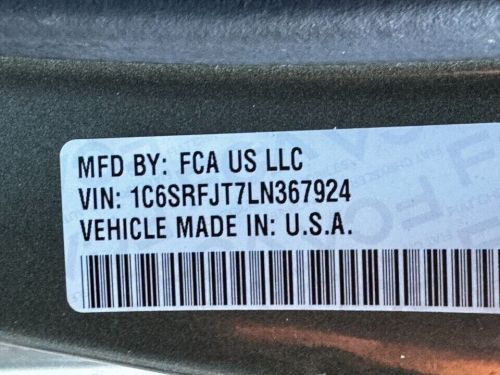 MFD BY: FCA US LLC
VIN: 1C6SRFJT7LN367924
VEHICLE MADE IN: U.S.A.